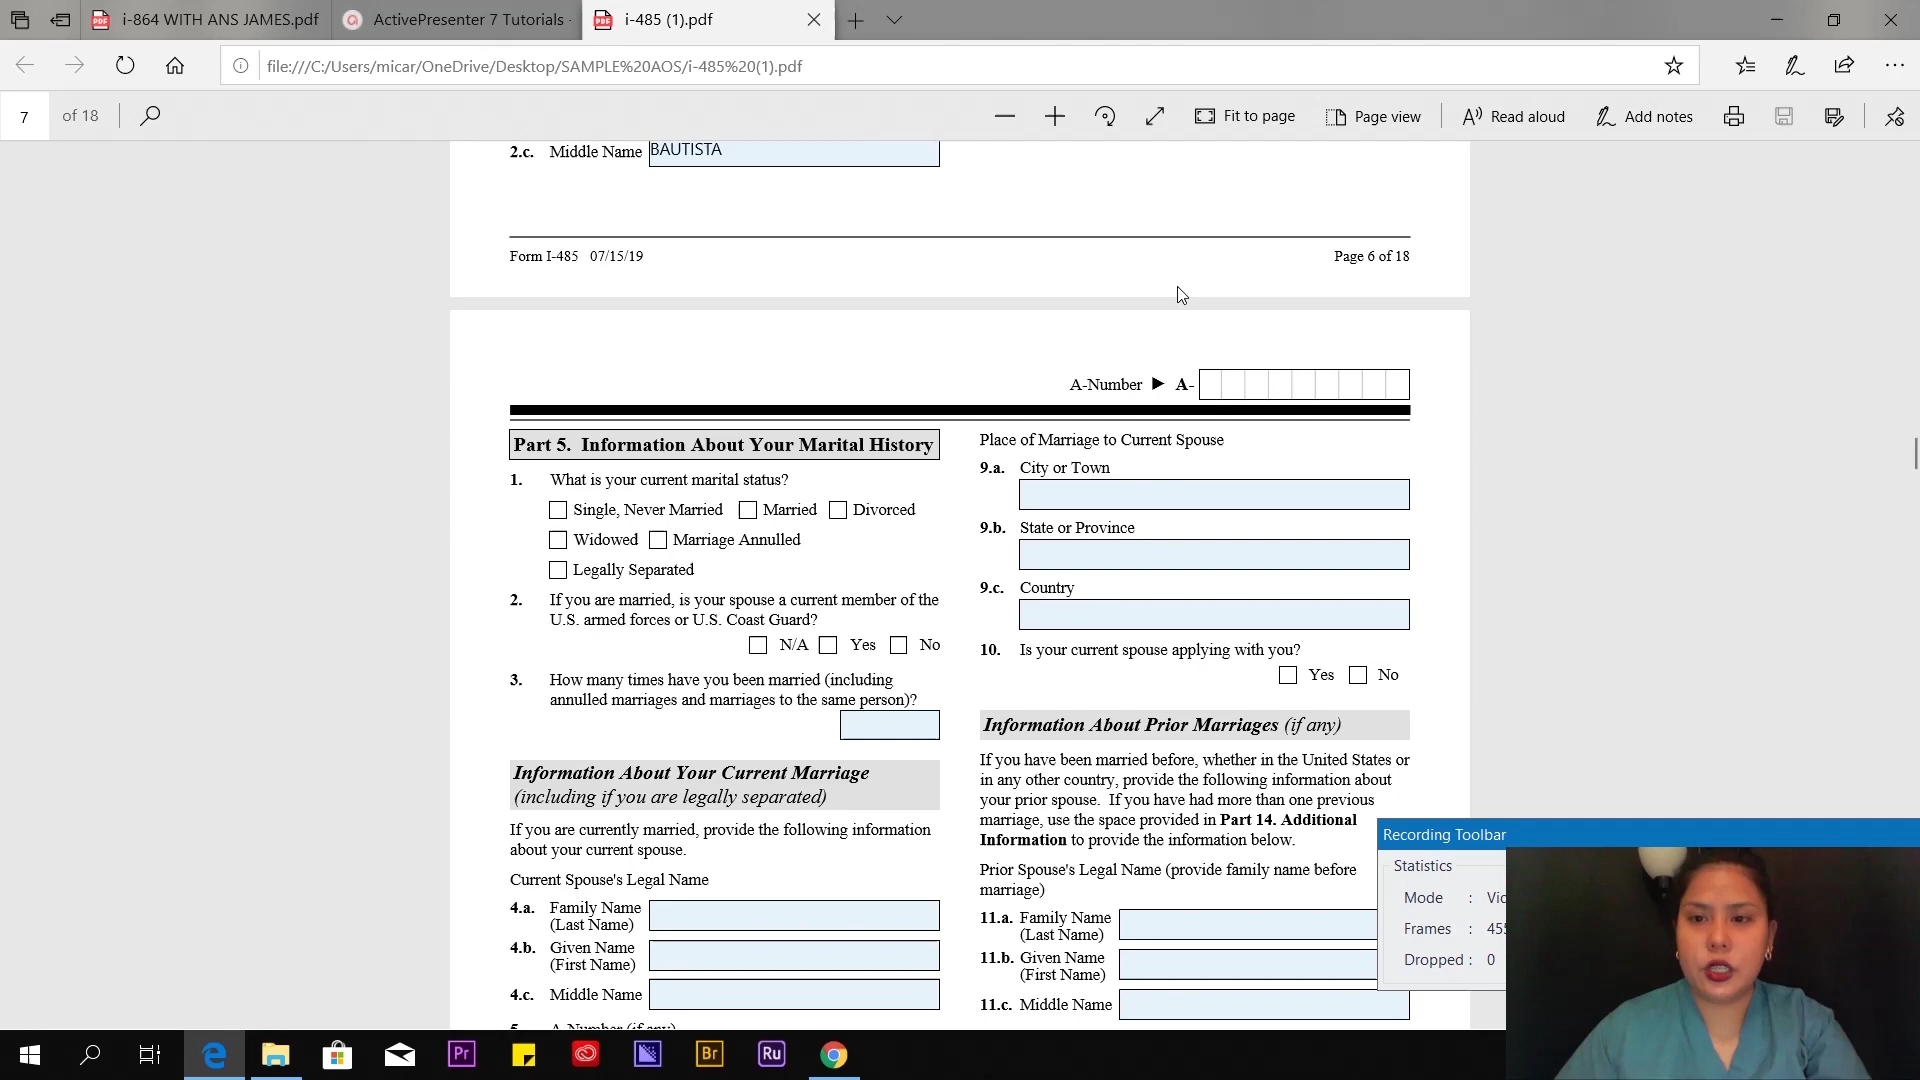 i-864 WITH ANS JAMES.pdf
ActivePresenter 7 Tutorials -
i-485 (1).pdf
file:///C:/Users/micar/OneDrive/Desktop/SAMPLE%20AOS/i-485%20(1).pdf
7 of 18
Fit to page
Page view
Read aloud
Add notes
2.c. Middle Name BAUTISTA
Form I-485 07/15/19
Page 6 of 18
A-Number ► A-
Part 5. Information About Your Marital History
1. What is your current marital status?
Single, Never Married Married Divorced
Widowed Marriage Annulled
Legally Separated
2. If you are married, is your spouse a current member of the
U.S. armed forces or U.S. Coast Guard?
N/A Yes No
3. How many times have you been married (including
annulled marriages and marriages to the same person)?
Information About Your Current Marriage
(including if you are legally separated)
If you are currently married, provide the following information
about your current spouse.
Current Spouse's Legal Name
4.a. Family Name
(Last Name)
4.b. Given Name
(First Name)
4.c. Middle Name
5. A-Number (if any)
Place of Marriage to Current Spouse
9.a. City or Town
9.b. State or Province
9.c. Country
10. Is your current spouse applying with you?
Yes No
Information About Prior Marriages (if any)
If you have been married before, whether in the United States or
in any other country, provide the following information about
your prior spouse. If you have had more than one previous
marriage, use the space provided in Part 14. Additional
Information to provide the information below.
Prior Spouse's Legal Name (provide family name before
marriage)
11.a. Family Name
(Last Name)
11.b. Given Name
(First Name)
11.c. Middle Name
Recording Toolbar
Statistics
Mode :
Frames : 455
Dropped : 0
Pr
Br
Ru